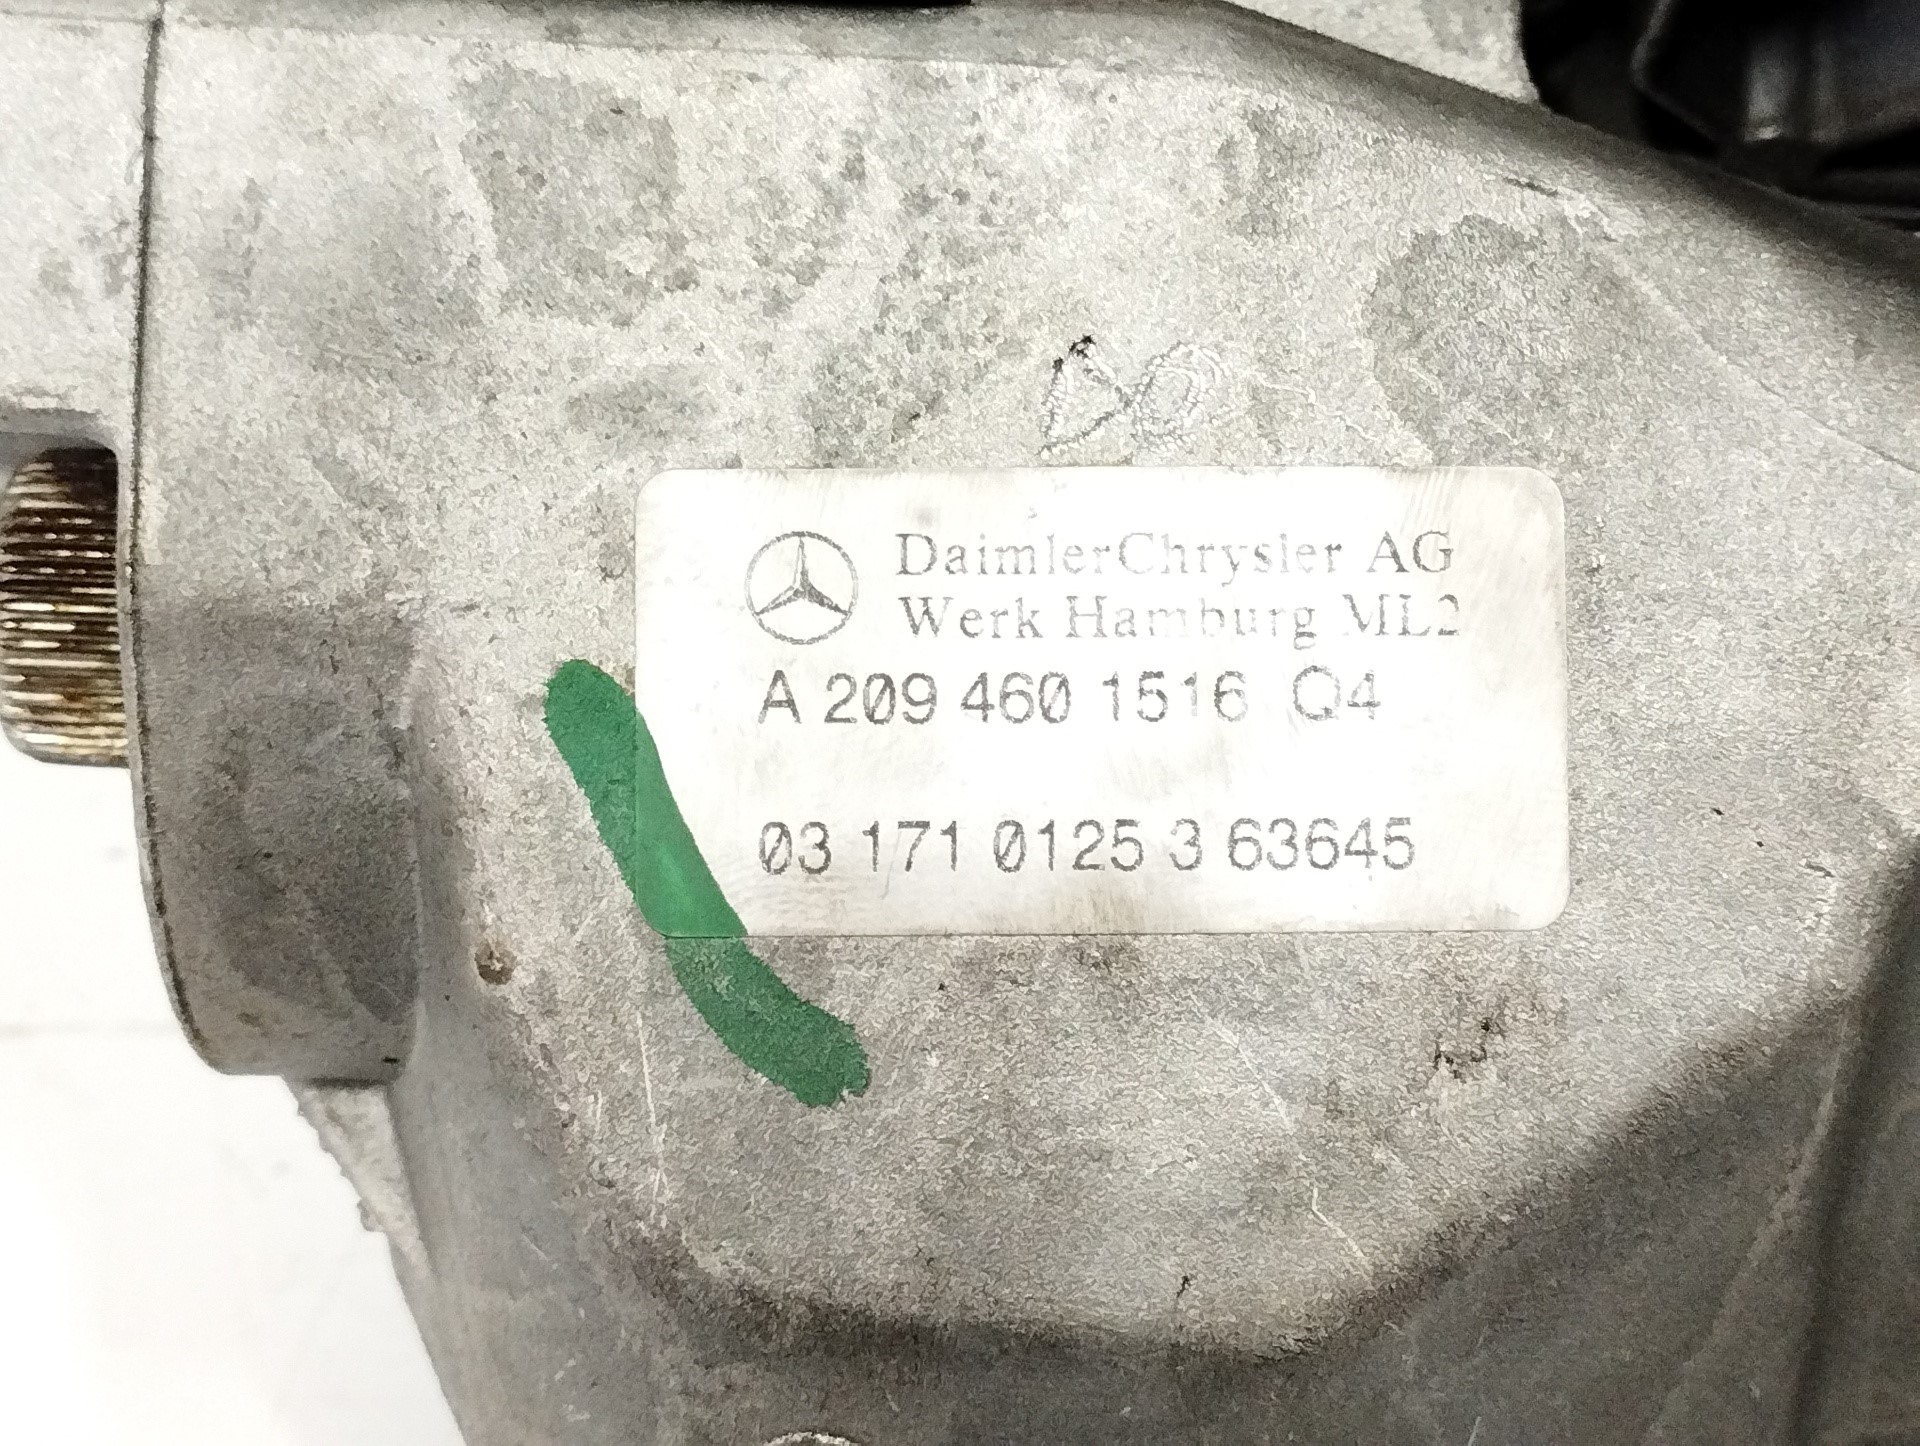 DaimlerChrysler AG
Werk Hamburg ML2
A 209 460 1516 Q4
03 171 0125 3 63645